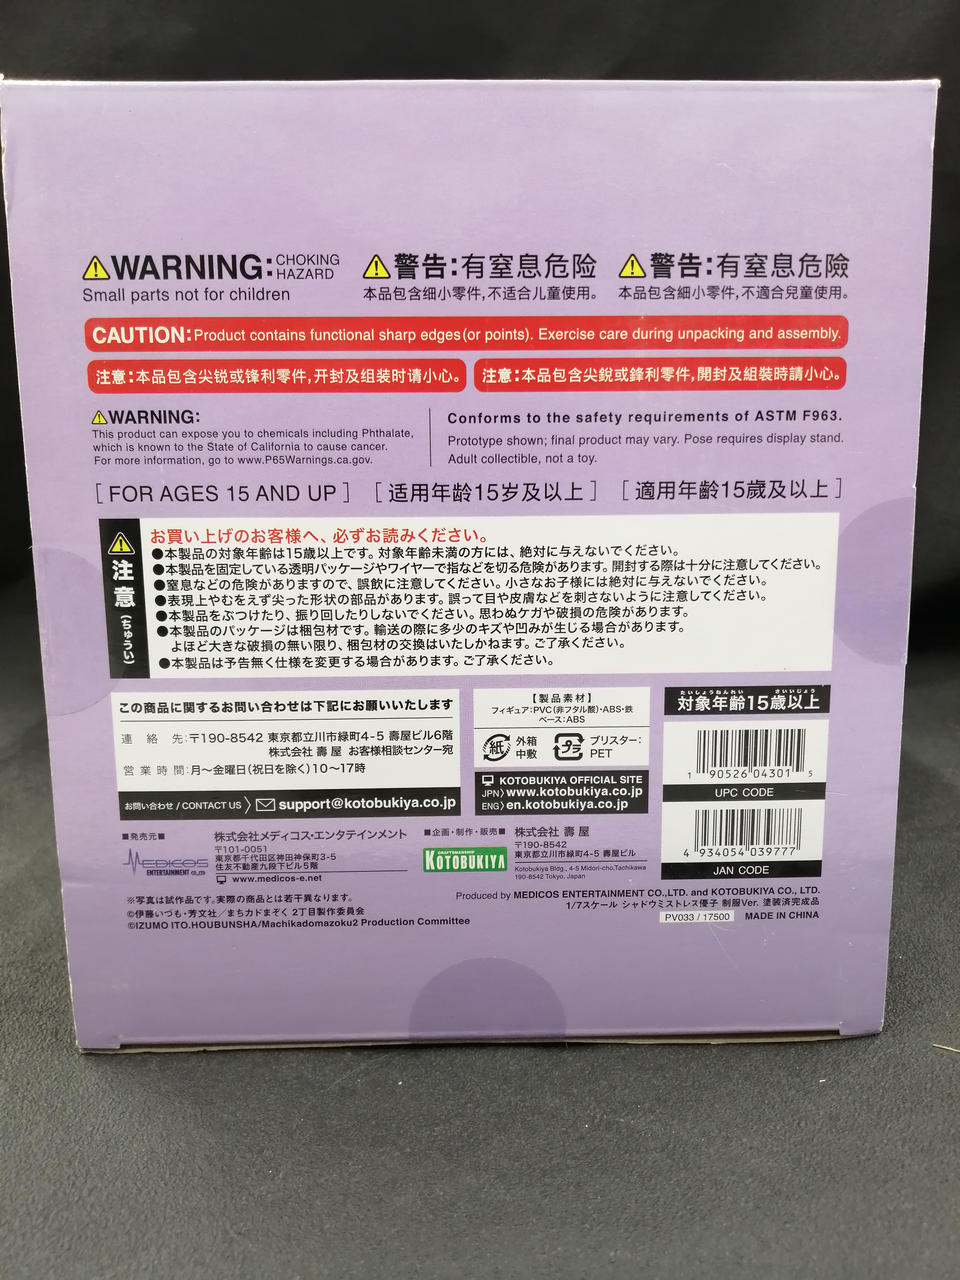 WARNING: CHOKING HAZARD
Small parts not for children
警告:有窒息危险
本品包含细小零件,不适合儿童使用。
警告:有窒息危險
本品包含細小零件,不適合兒童使用。
CAUTION: Product contains functional sharp edges(or points). Exercise care during unpacking and assembly.
注意:本品包含尖锐或锋利零件,开封及组装时请小心。
注意:本品包含尖銳或鋒利零件,開封及組裝時請小心。
WARNING:
This product can expose you to chemicals including Phthalate,
which is known to the State of California to cause cancer.
For more information, go to www.P65Warnings.ca.gov.
Conforms to the safety requirements of ASTM F963.
Prototype shown; final product may vary. Pose requires display stand.
Adult collectible, not a toy.
[ FOR AGES 15 AND UP ]
[ 适用年龄15岁及以上 ]
[ 適用年齡15歲及以上 ]
注意(ちゅうい)
お買い上げのお客様へ、必ずお読みください。
●本製品の対象年齢は15歳以上です。対象年齢未満の方には、絶対に与えないでください。
●本製品を固定している透明パッケージやワイヤーで指などを切る危険があります。開封する際は十分に注意してください。
●窒息などの危険がありますので、誤飲に注意してください。小さなお子様には絶対に与えないでください。
●表現上やむをえず尖った形状の部品があります。誤って目や皮膚などを刺さないように注意してください。
●本製品をぶつけたり、振り回したりしないでください。思わぬケガや破損の危険があります。
●本製品のパッケージは梱包材です。輸送の際に多少のキズや凹みが生じる場合があります。
よほど大きな破損の無い限り、梱包材の交換はいたしかねます。ご了承ください。
●本製品は予告無く仕様を変更する場合があります。ご了承ください。
この商品に関するお問い合わせは下記にお願いいたします
連絡先:〒190-8542 東京都立川市緑町4-5 壽屋ビル6階
株式会社 壽屋 お客様相談センター宛
営業時間:月〜金曜日(祝日を除く)10〜17時
お問い合わせ / CONTACT US > support@kotobukiya.co.jp
【製品素材】
フィギュア:PVC(非フタル酸)・ABS・鉄
ベース:ABS
紙 外箱 中敷
プラ ブリスター: PET
KOTOBUKIYA OFFICIAL SITE
JPN> www.kotobukiya.co.jp
ENG> en.kotobukiya.co.jp
たいしょうねんれい さいいじょう
対象年齢15歳以上
1 90526 04301 5
UPC CODE
4 934054 039777
JAN CODE
■発売元■
MEDICOS
ENTERTAINMENT CO.,LTD
株式会社メディコス・エンタテインメント
〒101-0051
東京都千代田区神田神保町3-5
住友不動産九段下ビル5階
www.medicos-e.net
■企画・制作・販売■
CRAFTSMANSHIP
KOTOBUKIYA
株式会社 壽屋
〒190-8542
東京都立川市緑町4-5 壽屋ビル
Kotobukiya Bldg., 4-5 Midori-cho,Tachikawa
190-8542 Tokyo, Japan
※写真は試作品です。実際の商品とは若干異なります。
©伊藤いづも・芳文社/まちカドまぞく 2丁目製作委員会
©IZUMO ITO.HOUBUNSHA/Machikadomazoku2 Production Committee
Produced by MEDICOS ENTERTAINMENT CO.,LTD. and KOTOBUKIYA CO., LTD.
1/7スケール シャドウミストレス優子 制服Ver. 塗装済完成品
PV033 / 17500 MADE IN CHINA